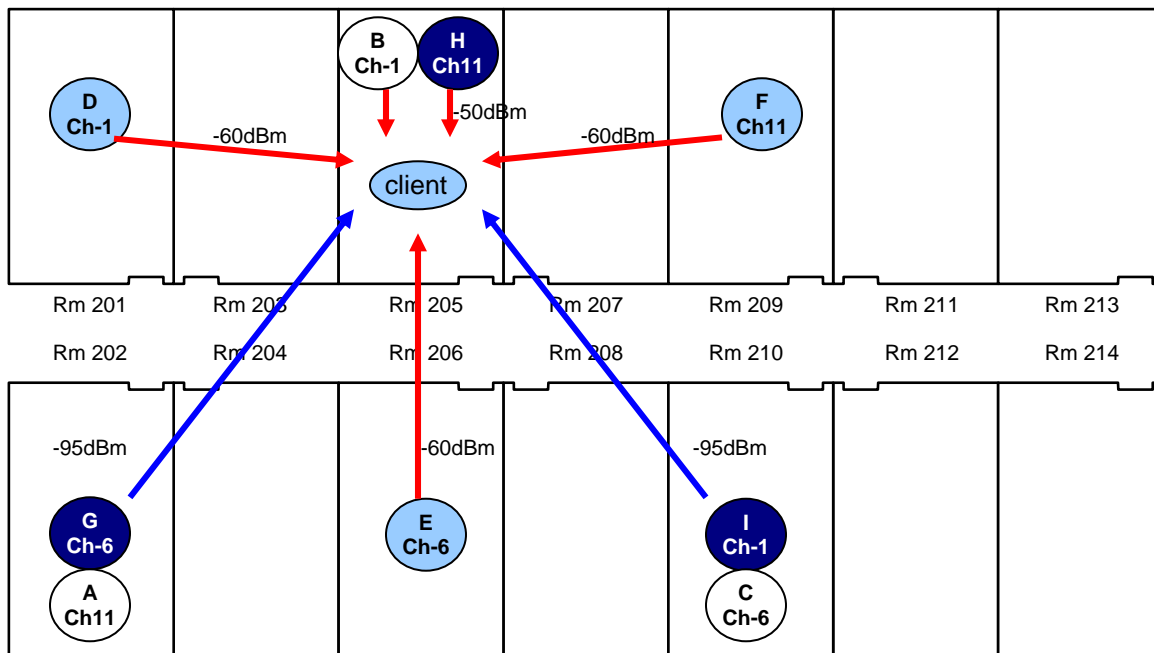 B
Ch-1
H
Ch11
D
Ch-1
F
Ch11
-50dBm
-60dBm
-60dBm
client
Rm 201
Rm 203
Rm 205
Rm 207
Rm 209
Rm 211
Rm 213
Rm 202
Rm 204
Rm 206
Rm 208
Rm 210
Rm 212
Rm 214
-95dBm
-60dBm
-95dBm
G
Ch-6
E
Ch-6
I
Ch-1
A
Ch11
C
Ch-6